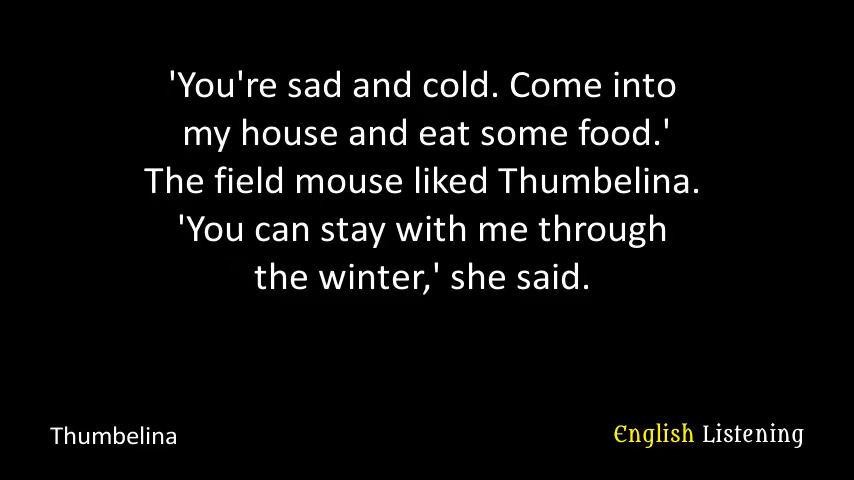 'You're sad and cold. Come into
my house and eat some food.'
The field mouse liked Thumbelina.
'You can stay with me through
the winter,' she said.
Thumbelina
English Listening